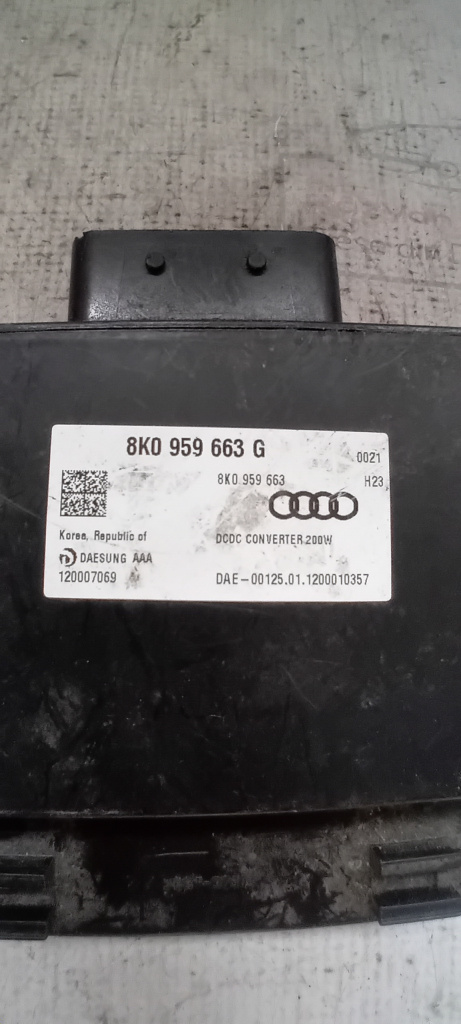 8K0 959 663 G
0021
8K0 959 663
H23
Korea, Republic of
DCDC CONVERTER 200W
DAESUNG AAA
120007069
DAE-00125.01.1200010357